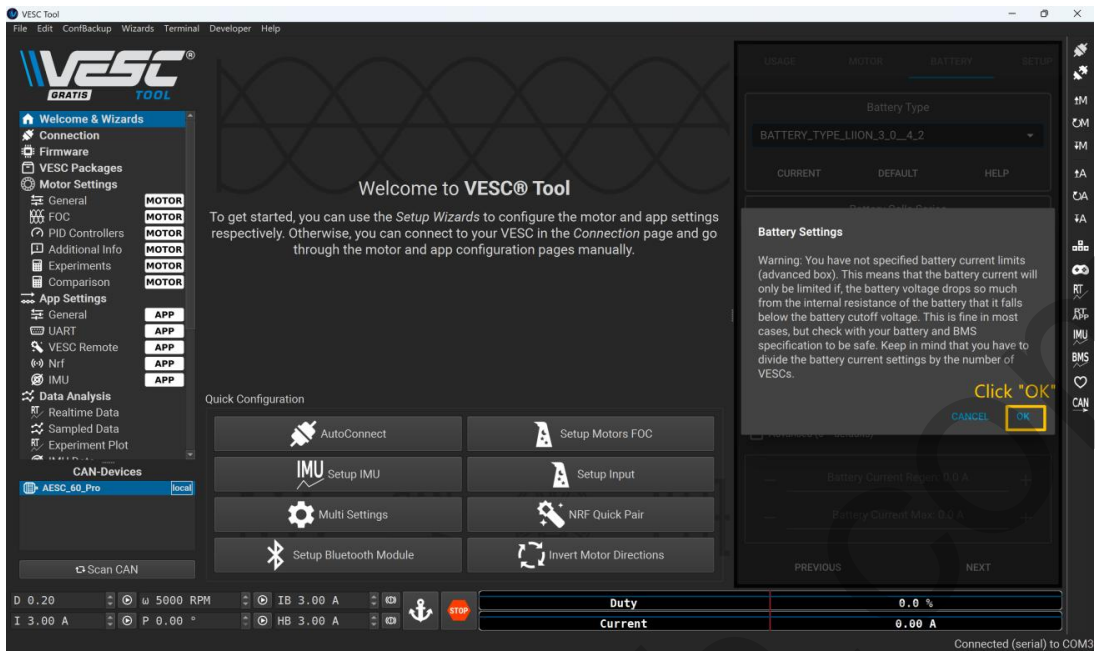 VESC Tool
File Edit ConfBackup Wizards Terminal Developer Help
VESC®
GRATIS TOOL
Welcome & Wizards
Connection
Firmware
VESC Packages
Motor Settings
General MOTOR
FOC MOTOR
PID Controllers MOTOR
Additional Info MOTOR
Experiments MOTOR
Comparison MOTOR
App Settings
General APP
UART APP
VESC Remote APP
Nrf APP
IMU APP
Data Analysis
Realtime Data
Sampled Data
Experiment Plot
CAN-Devices
AESC_60_Pro local
Scan CAN
Welcome to VESC® Tool
To get started, you can use the Setup Wizards to configure the motor and app settings
respectively. Otherwise, you can connect to your VESC in the Connection page and go
through the motor and app configuration pages manually.
Quick Configuration
AutoConnect
Setup Motors FOC
IMU Setup IMU
Setup Input
Multi Settings
NRF Quick Pair
Setup Bluetooth Module
Invert Motor Directions
USAGE MOTOR BATTERY SETUP
Battery Type
BATTERY_TYPE_LIION_3_0__4_2
CURRENT DEFAULT HELP
Battery Settings
Warning: You have not specified battery current limits
(advanced box). This means that the battery current will
only be limited if, the battery voltage drops so much
from the internal resistance of the battery that it falls
below the battery cutoff voltage. This is fine in most
cases, but check with your battery and BMS
specification to be safe. Keep in mind that you have to
divide the battery current settings by the number of
VESCs.
Click "OK"
CANCEL OK
Battery Current Regen: 0.0 A
Battery Current Max: 0.0 A
PREVIOUS NEXT
M
M
M
A
A
A
RT
RT
APP
IMU
BMS
CAN
D 0.20 ω 5000 RPM IB 3.00 A
I 3.00 A P 0.00 ° HB 3.00 A
STOP
Duty 0.0 %
Current 0.00 A
Connected (serial) to COM3